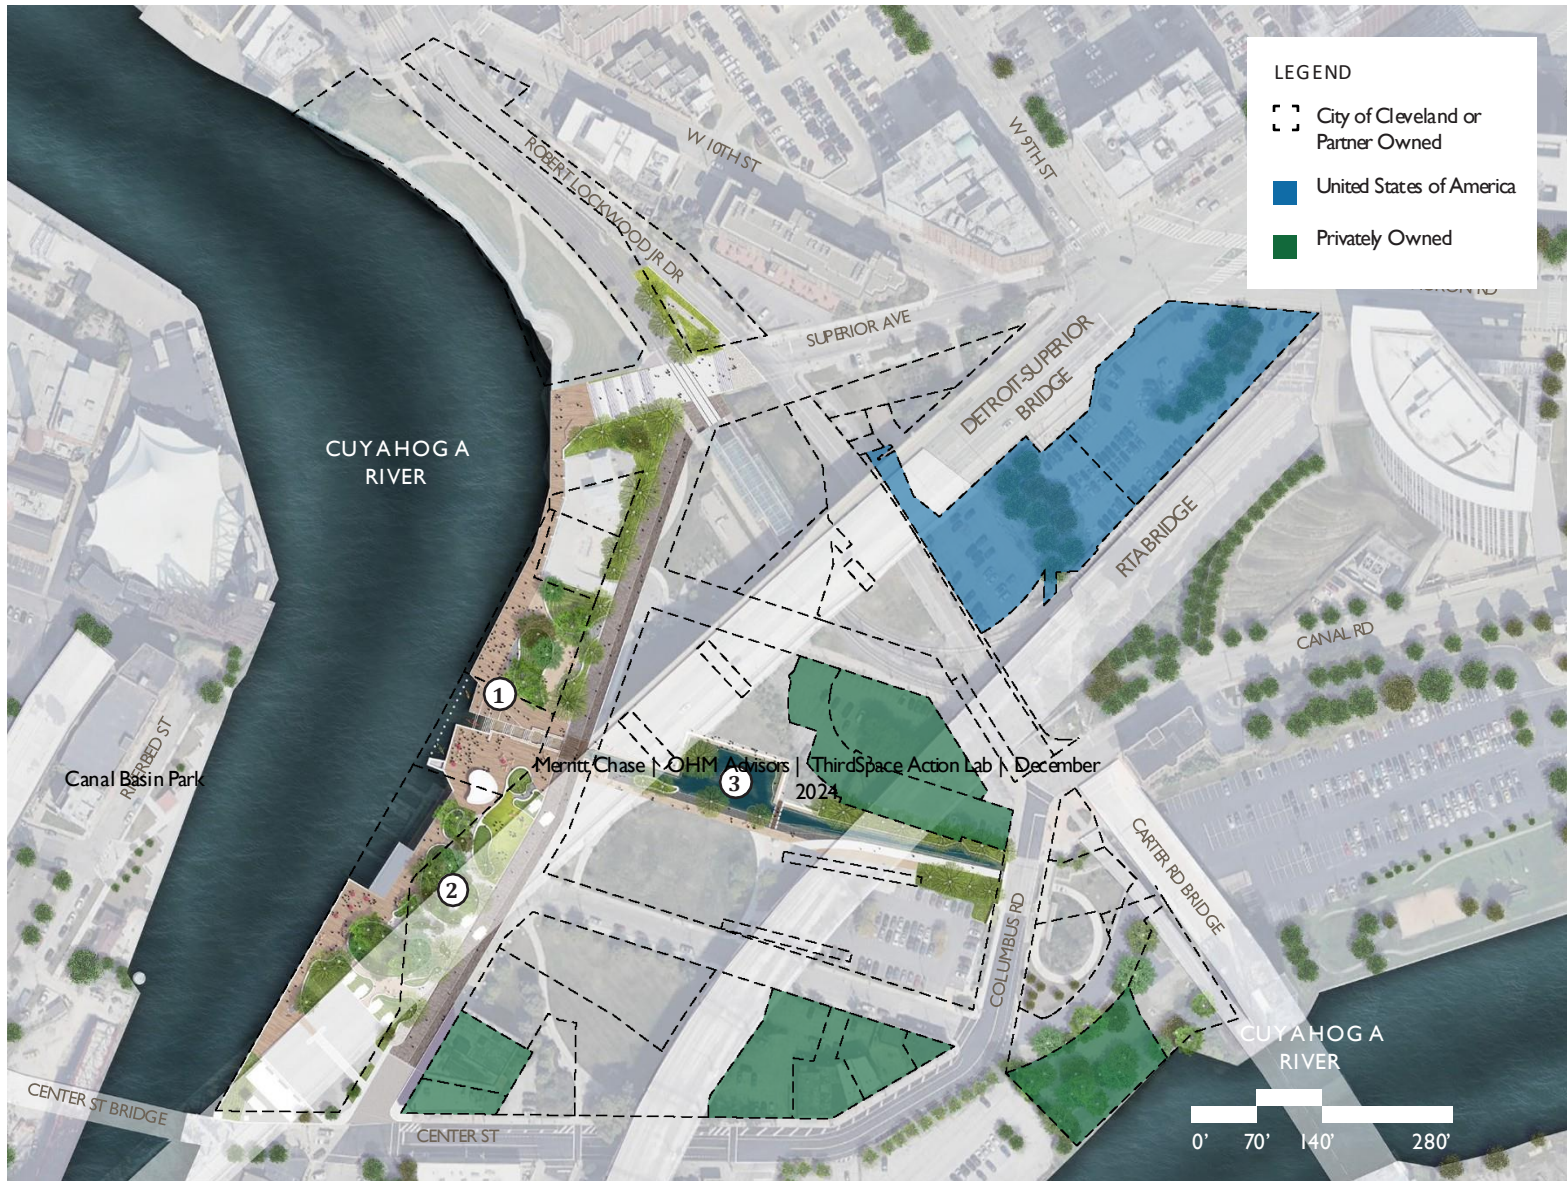 LEGEND
City of Cleveland or
Partner Owned
United States of America
Privately Owned
ROBERT LOCKWOOD JR DR
W 10TH ST
W 9TH ST
SUPERIOR AVE
DETROIT-SUPERIOR
BRIDGE
CUYAHOGA
RIVER
RTA BRIDGE
CANAL RD
1
RIVERBED ST
Canal Basin Park
Merritt Chase | OHM Advisors | ThirdSpace Action Lab | December
2024
3
2
CARTER RD BRIDGE
COLUMBUS RD
CUYAHOGA
RIVER
CENTER ST BRIDGE
CENTER ST
0' 70' 140' 280'